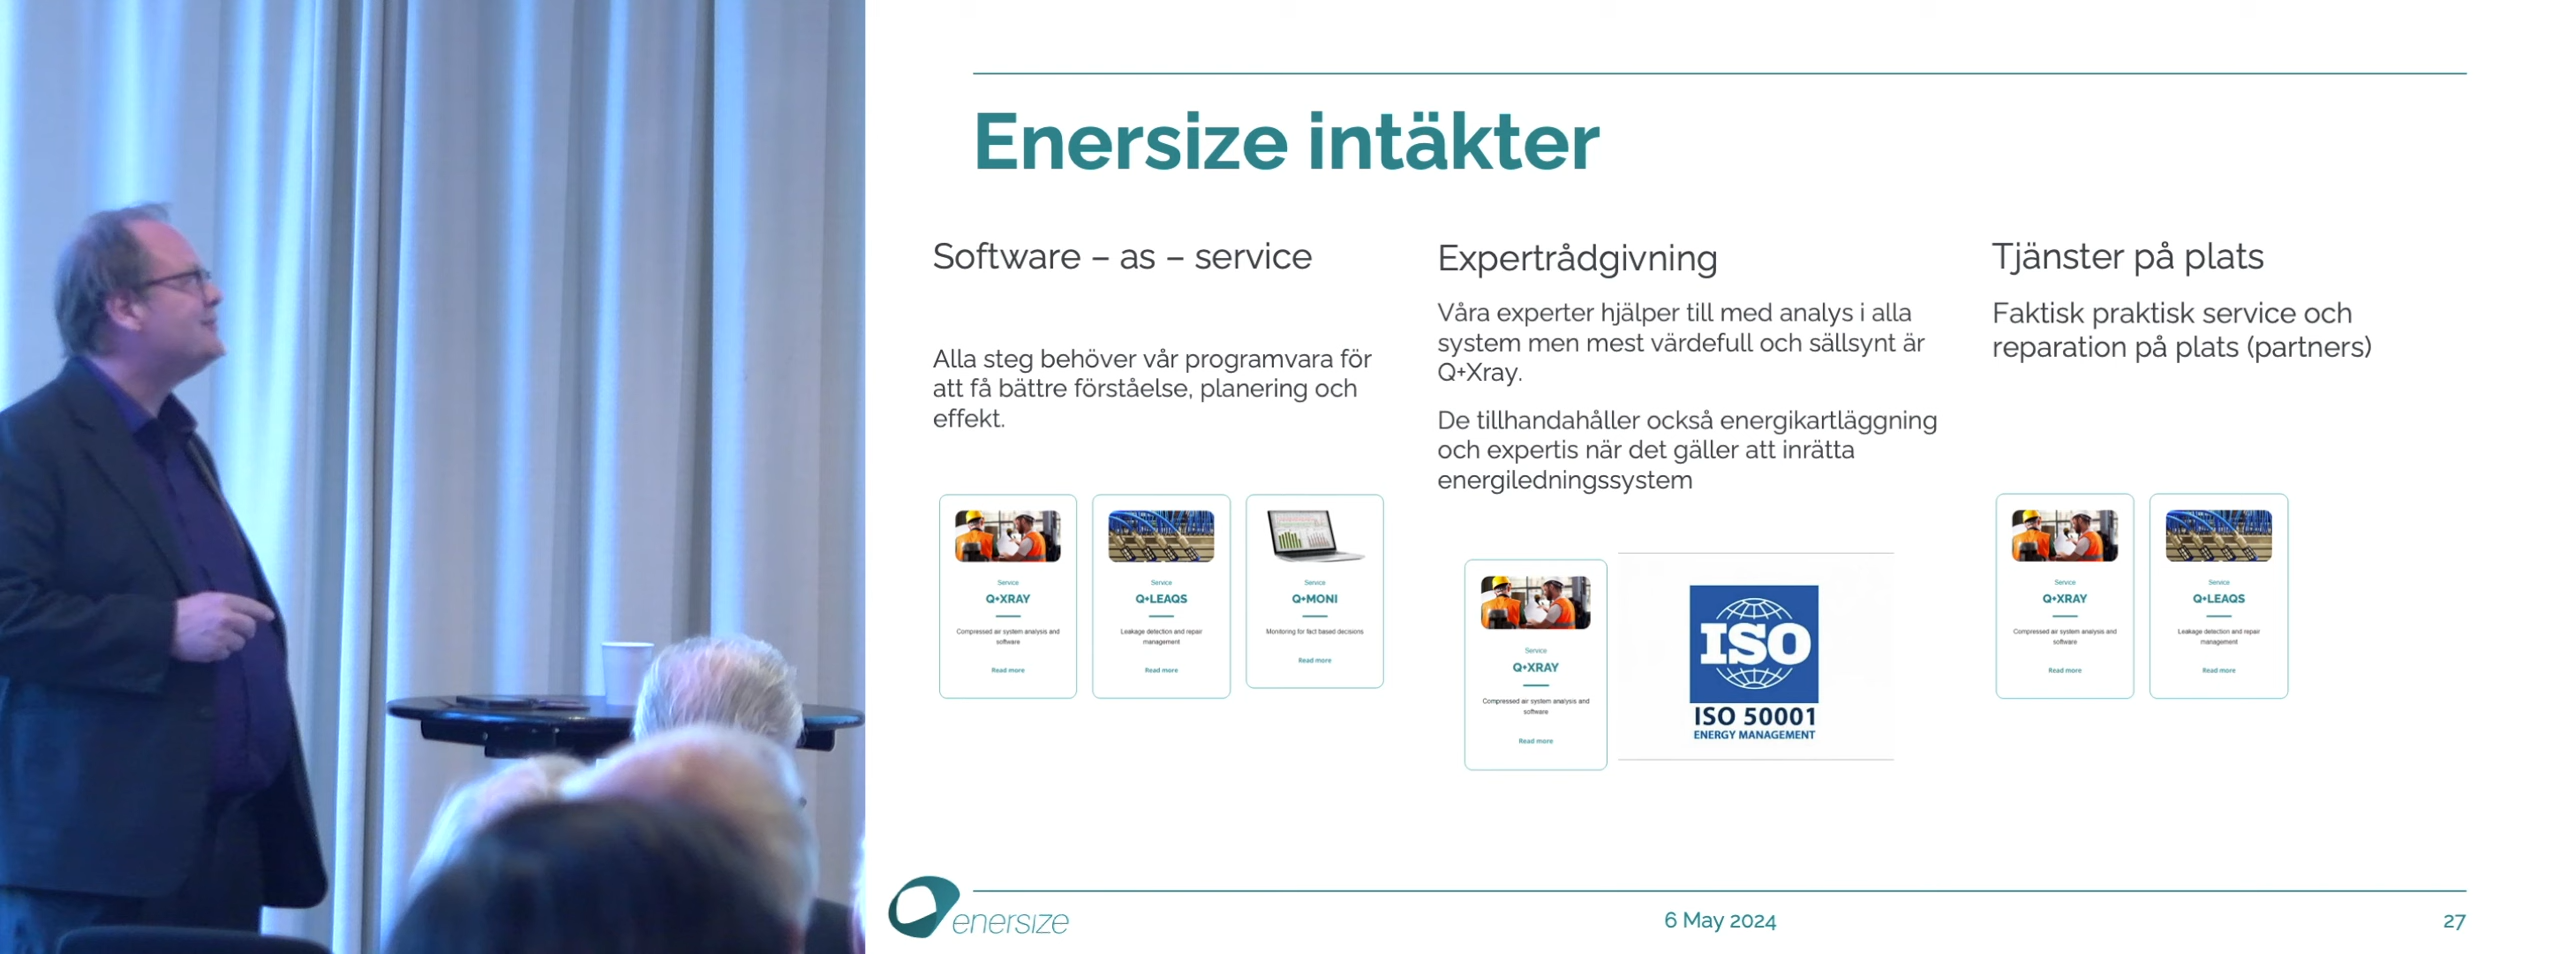 Enersize intäkter
Software – as – service
Alla steg behöver vår programvara för
att få bättre förståelse, planering och
effekt.
Service
Q+XRAY
Compressed air system analysis and
software
Read more
Service
Q+LEAQS
Leakage detection and repair
management
Read more
Service
Q+MONI
Monitoring for fact based decisions
Read more
Expertrådgivning
Våra experter hjälper till med analys i alla
system men mest värdefull och sällsynt är
Q+Xray.
De tillhandahåller också energikartläggning
och expertis när det gäller att inrätta
energiledningssystem
Service
Q+XRAY
Compressed air system analysis and
software
Read more
ISO
ISO 50001
ENERGY MANAGEMENT
Tjänster på plats
Faktisk praktisk service och
reparation på plats (partners)
Service
Q+XRAY
Compressed air system analysis and
software
Read more
Service
Q+LEAQS
Leakage detection and repair
management
Read more
enersize
6 May 2024
27